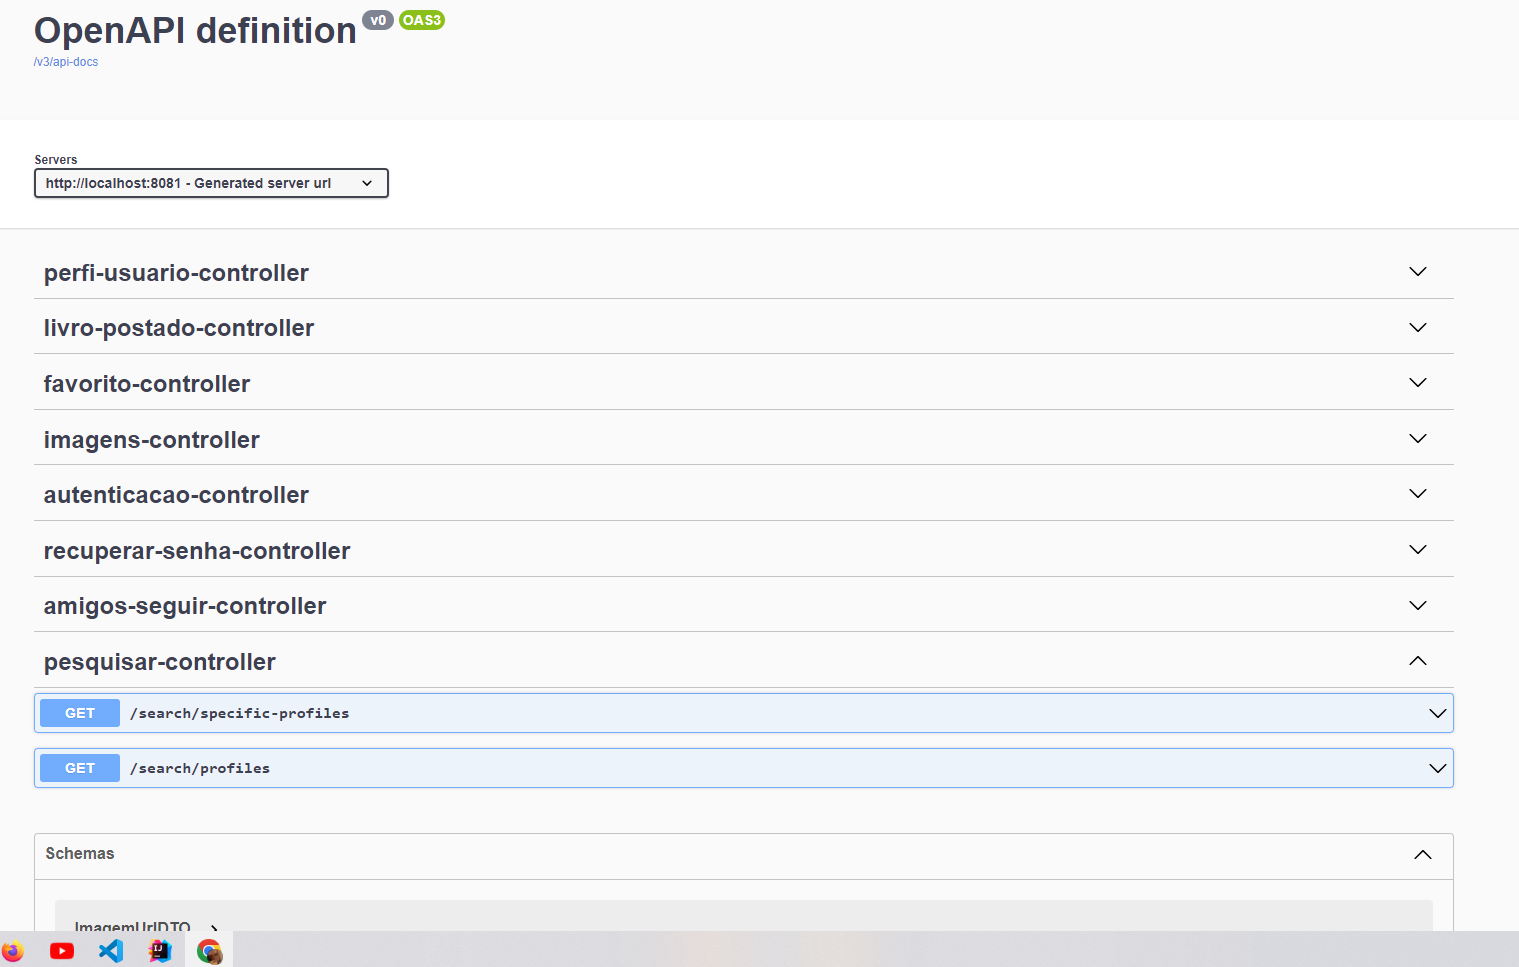 OpenAPI definition v0 OAS3
/v3/api-docs
Servers
http://localhost:8081 - Generated server url
perfi-usuario-controller
livro-postado-controller
favorito-controller
imagens-controller
autenticacao-controller
recuperar-senha-controller
amigos-seguir-controller
pesquisar-controller
GET /search/specific-profiles
GET /search/profiles
Schemas
ImagemUrlDTO